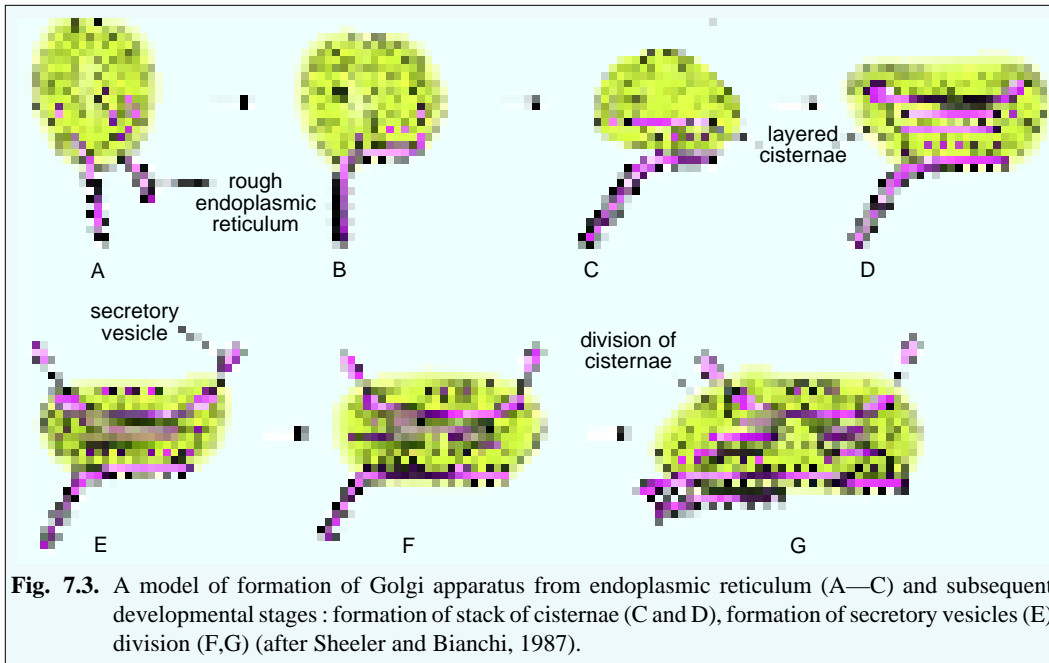 rough
endoplasmic
reticulum
layered
cisternae
A
B
C
D
secretory
vesicle
division of
cisternae
E
F
G
Fig. 7.3. A model of formation of Golgi apparatus from endoplasmic reticulum (A—C) and subsequent
developmental stages : formation of stack of cisternae (C and D), formation of secretory vesicles (E)
division (F,G) (after Sheeler and Bianchi, 1987).